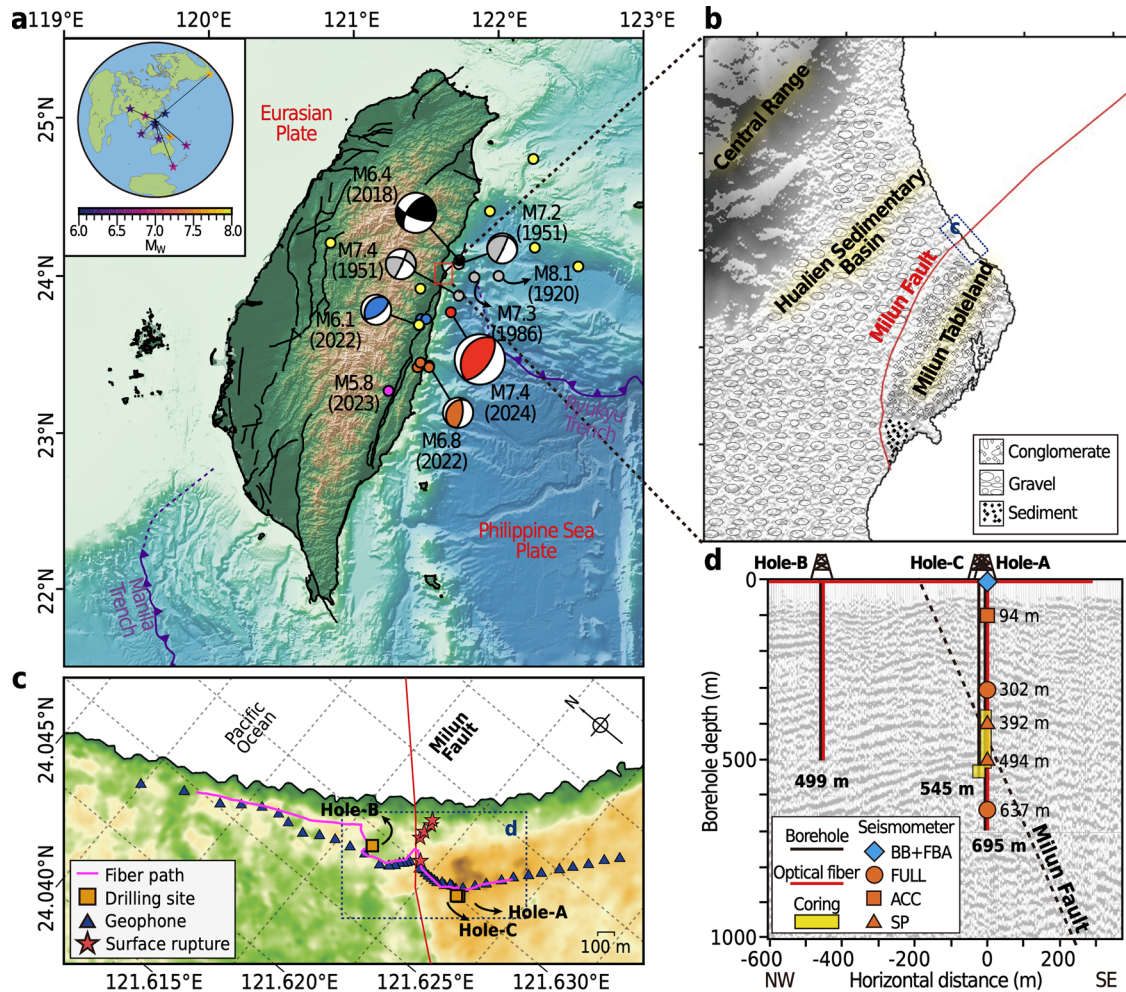 a
119°E
120°E
121°E
122°E
123°E
25°N
24°N
23°N
22°N
6.0
6.5
7.0
7.5
8.0
Mw
Eurasian
Plate
M6.4
(2018)
M7.2
(1951)
M7.4
(1951)
M8.1
(1920)
M6.1
(2022)
M7.3
(1986)
M5.8
(2023)
M7.4
(2024)
M6.8
(2022)
Ryukyu
Trench
Philippine Sea
Plate
Manila
Trench
b
Central Range
Hualien Sedimentary
Basin
c
Milun Fault
Milun Tableland
Conglomerate
Gravel
Sediment
c
24.045°N
24.040°N
Pacific
Ocean
Milun
Fault
N
Hole-B
d
Hole-A
Hole-C
Fiber path
Drilling site
Geophone
Surface rupture
100 m
121.615°E
121.620°E
121.625°E
121.630°E
d
Hole-B
Hole-C
Hole-A
0
500
1000
Borehole depth (m)
94 m
302 m
392 m
494 m
637 m
499 m
545 m
695 m
Milun Fault
Borehole
Optical fiber
Coring
Seismometer
BB+FBA
FULL
ACC
SP
-600
-400
-200
0
200
NW
Horizontal distance (m)
SE